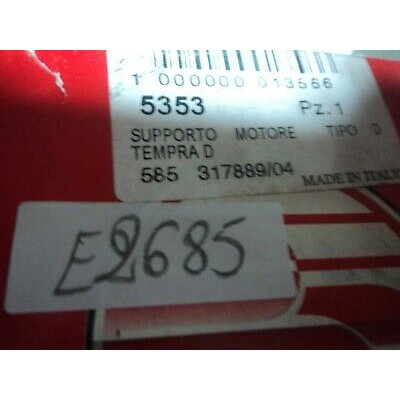 1 000000 013566
5353 Pz.1
SUPPORTO MOTORE TIPO D
TEMPRA D
585 317889/04
MADE IN ITALY
E2685